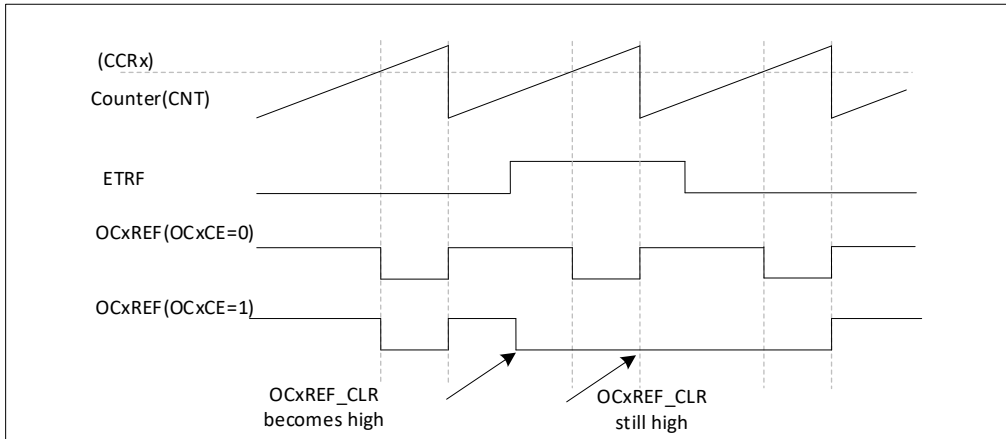 (CCRx)
Counter(CNT)
ETRF
OCxREF(OCxCE=0)
OCxREF(OCxCE=1)
OCxREF_CLR
becomes high
OCxREF_CLR
still high